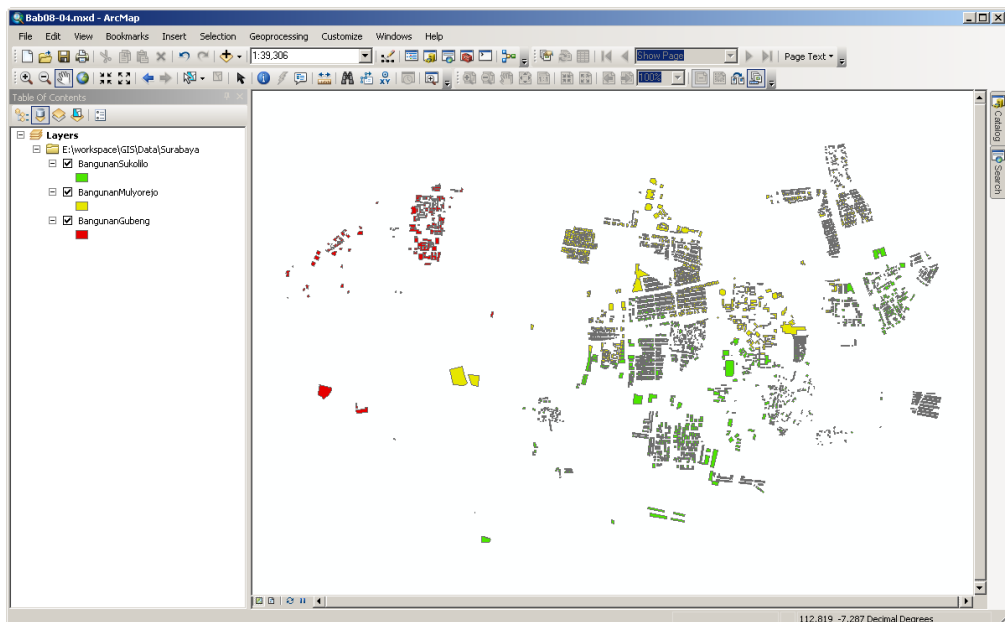 Bab08-04.mxd - ArcMap
File Edit View Bookmarks Insert Selection Geoprocessing Customize Windows Help
1:39,306
Show Page
Page Text
100%
Table Of Contents
Layers
E:\workspace\GIS\Data\Surabaya
BangunanSukolilo
BangunanMulyorejo
BangunanGubeng
Catalog
Search
112.819 -7.287 Decimal Degrees